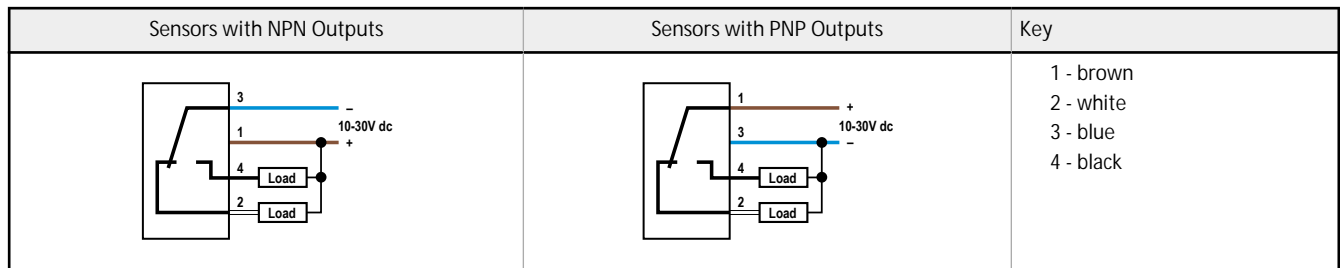 Sensors with NPN Outputs
Sensors with PNP Outputs
Key
3
–
10-30V dc
1
+
4
Load
2
Load
1
+
10-30V dc
3
–
4
Load
2
Load
1 - brown
2 - white
3 - blue
4 - black